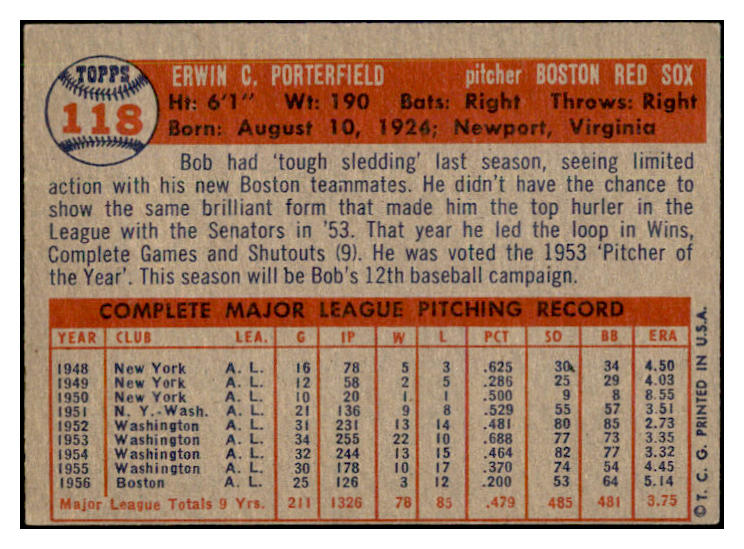 TOPPS
118
ERWIN C. PORTERFIELD pitcher BOSTON RED SOX
Ht: 6'1" Wt: 190 Bats: Right Throws: Right
Born: August 10, 1924; Newport, Virginia
Bob had 'tough sledding' last season, seeing limited
action with his new Boston teammates. He didn't have the chance to
show the same brilliant form that made him the top hurler in the
League with the Senators in '53. That year he led the loop in Wins,
Complete Games and Shutouts (9). He was voted the 1953 'Pitcher of
the Year'. This season will be Bob's 12th baseball campaign.
COMPLETE MAJOR LEAGUE PITCHING RECORD
YEAR CLUB LEA. G IP W L PCT SO BB ERA
1948 New York A. L. 16 78 5 3 .625 30 34 4.50
1949 New York A. L. 12 58 2 5 .286 25 29 4.03
1950 New York A. L. 10 20 1 1 .500 9 8 8.55
1951 N. Y.-Wash. A. L. 21 136 9 8 .529 55 57 3.51
1952 Washington A. L. 31 231 13 14 .481 80 85 2.73
1953 Washington A. L. 34 255 22 10 .688 77 73 3.35
1954 Washington A. L. 32 244 13 15 .464 82 77 3.32
1955 Washington A. L. 30 178 10 17 .370 74 54 4.45
1956 Boston A. L. 25 126 3 12 .200 53 64 5.14
Major League Totals 9 Yrs. 211 1326 78 85 .479 485 481 3.75
© T. C. G. PRINTED IN U.S.A.